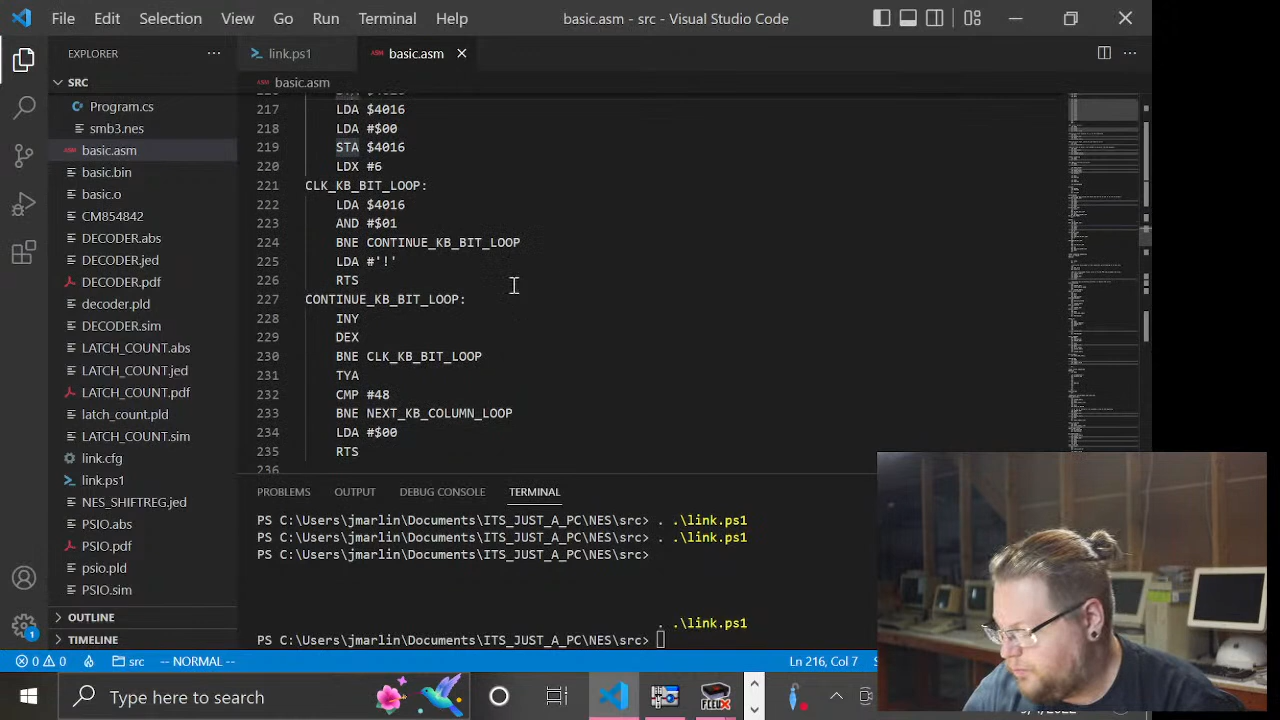 File Edit Selection View Go Run Terminal Help basic.asm - src - Visual Studio Code
EXPLORER
link.ps1
ASM basic.asm
SRC
ASM basic.asm
Program.cs
smb3.nes
basic.asm
basic.bin
basic.o
CM854842
DECODER.abs
DECODER.jed
DECODER.pdf
decoder.pld
DECODER.sim
LATCH_COUNT.abs
LATCH_COUNT.jed
LATCH_COUNT.pdf
latch_count.pld
LATCH_COUNT.sim
link.cfg
link.ps1
NES_SHIFTREG.jed
PSIO.abs
PSIO.pdf
psio.pld
PSIO.sim
OUTLINE
TIMELINE
217 LDA $4016
218 LDA #$00
219 STA $4016
220 LDX #8
221 CLK_KB_BIT_LOOP:
222 LDA $4016
223 AND #$01
224 BNE CONTINUE_KB_BIT_LOOP
225 LDA #'!'
226 RTS
227 CONTINUE_KB_BIT_LOOP:
228 INY
229 DEX
230 BNE CLK_KB_BIT_LOOP
231 TYA
232 CMP #48
233 BNE NEXT_KB_COLUMN_LOOP
234 LDA #$00
235 RTS
236
PROBLEMS OUTPUT DEBUG CONSOLE TERMINAL
PS C:\Users\jmarlin\Documents\ITS_JUST_A_PC\NES\src> . .\link.ps1
PS C:\Users\jmarlin\Documents\ITS_JUST_A_PC\NES\src> . .\link.ps1
PS C:\Users\jmarlin\Documents\ITS_JUST_A_PC\NES\src>
. .\link.ps1
PS C:\Users\jmarlin\Documents\ITS_JUST_A_PC\NES\src>
1
0 0 src -- NORMAL -- Ln 216, Col 7
Type here to search